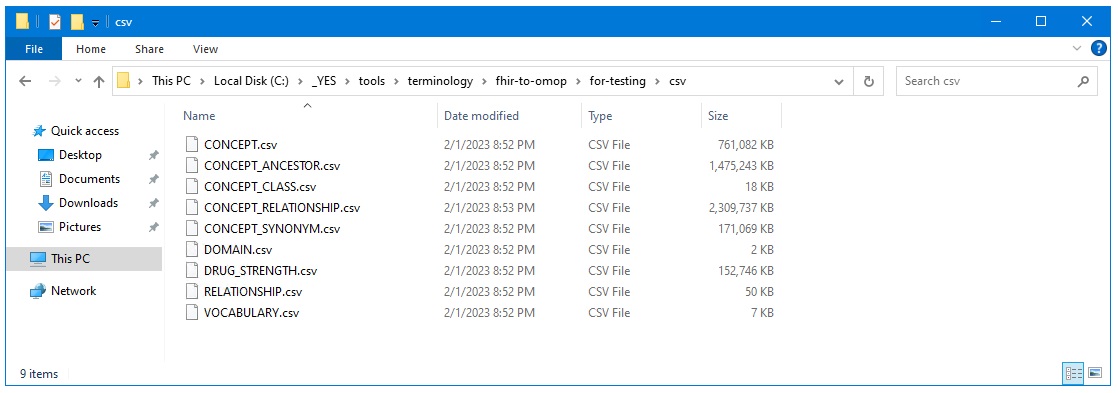 csv
File Home Share View
This PC Local Disk (C:) _YES tools terminology fhir-to-omop for-testing csv Search csv
Name Date modified Type Size
Quick access
Desktop
Documents
Downloads
Pictures
This PC
Network
CONCEPT.csv 2/1/2023 8:52 PM CSV File 761,082 KB
CONCEPT_ANCESTOR.csv 2/1/2023 8:52 PM CSV File 1,475,243 KB
CONCEPT_CLASS.csv 2/1/2023 8:52 PM CSV File 18 KB
CONCEPT_RELATIONSHIP.csv 2/1/2023 8:53 PM CSV File 2,309,737 KB
CONCEPT_SYNONYM.csv 2/1/2023 8:52 PM CSV File 171,069 KB
DOMAIN.csv 2/1/2023 8:52 PM CSV File 2 KB
DRUG_STRENGTH.csv 2/1/2023 8:52 PM CSV File 152,746 KB
RELATIONSHIP.csv 2/1/2023 8:52 PM CSV File 50 KB
VOCABULARY.csv 2/1/2023 8:52 PM CSV File 7 KB
9 items